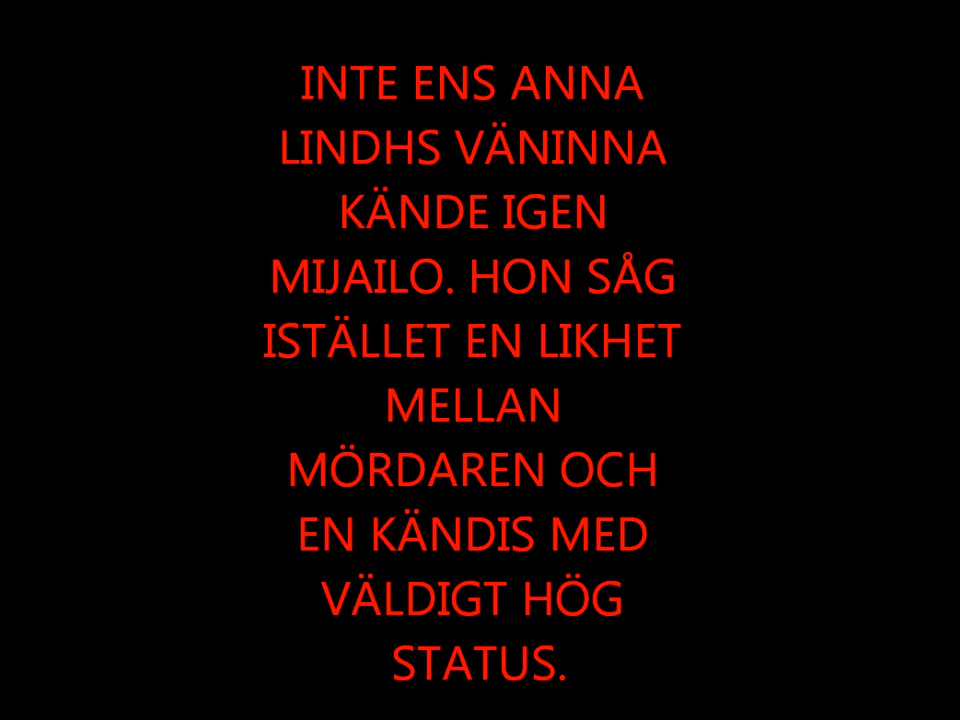 INTE ENS ANNA
LINDHS VÄNINNA
KÄNDE IGEN
MIJAILO. HON SÅG
ISTÄLLET EN LIKHET
MELLAN
MÖRDAREN OCH
EN KÄNDIS MED
VÄLDIGT HÖG
STATUS.